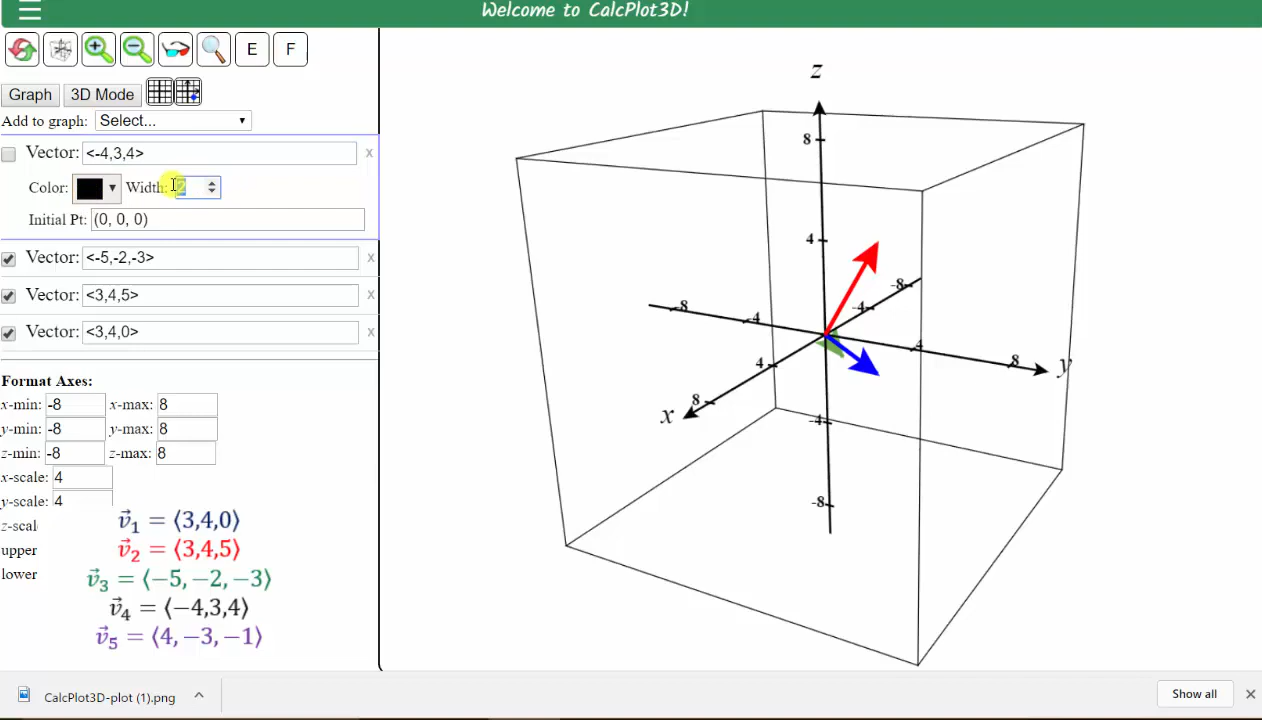 Welcome to CalcPlot3D!
E F
Graph 3D Mode
Add to graph: Select...
Vector: <-4,3,4> x
Color: Width: 2
Initial Pt: (0, 0, 0)
Vector: <-5,-2,-3> x
Vector: <3,4,5> x
Vector: <3,4,0> x
Format Axes:
x-min: -8 x-max: 8
y-min: -8 y-max: 8
z-min: -8 z-max: 8
x-scale: 4
y-scale: 4
z-scal
upper
lower
v⃗₁ = ⟨3,4,0⟩
v⃗₂ = ⟨3,4,5⟩
v⃗₃ = ⟨−5,−2,−3⟩
v⃗₄ = ⟨−4,3,4⟩
v⃗₅ = ⟨4,−3,−1⟩
z
8
4
-8
-4
-8
-4
4
8
y
4
8
x
-4
-8
CalcPlot3D-plot (1).png
Show all